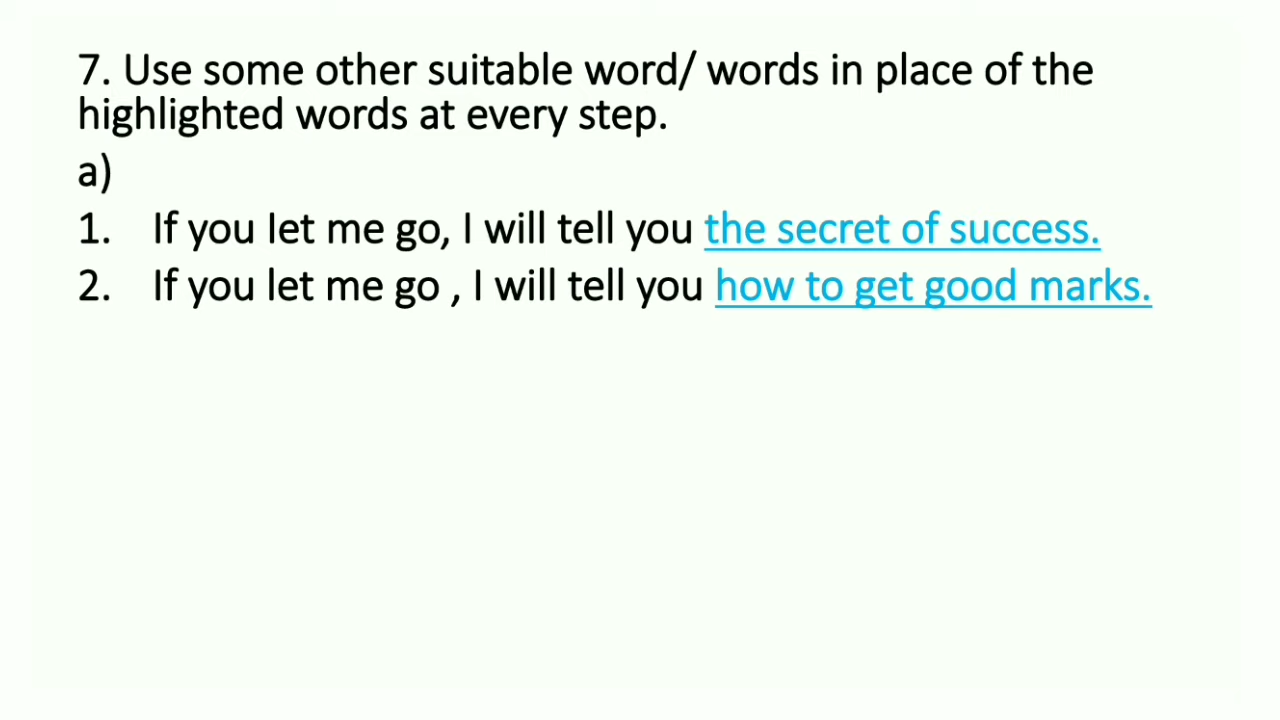 7. Use some other suitable word/ words in place of the
highlighted words at every step.
a)
1. If you let me go, I will tell you the secret of success.
2. If you let me go , I will tell you how to get good marks.